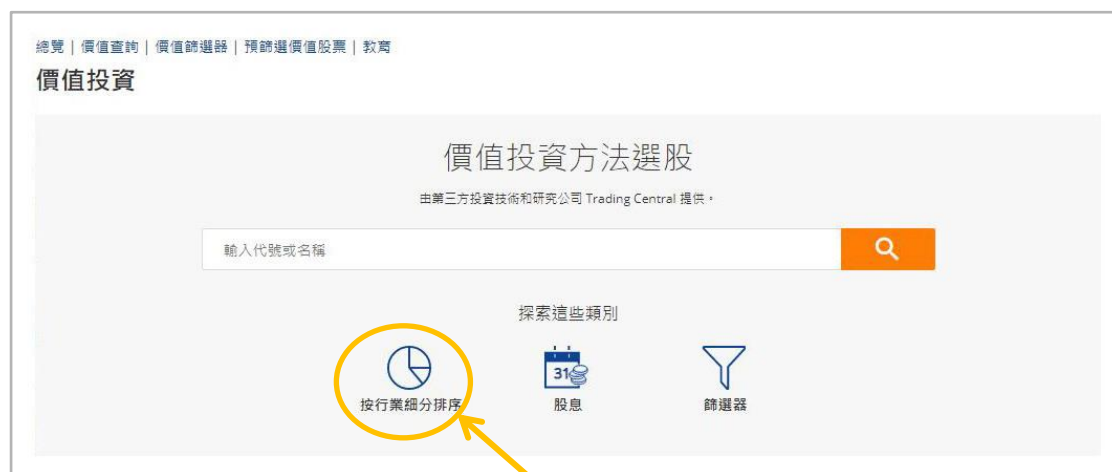 總覽 | 價值查詢 | 價值篩選器 | 預篩選價值股票 | 教育
價值投資
價值投資方法選股
由第三方投資技術和研究公司 Trading Central 提供。
輸入代號或名稱
探索這些類別
31
按行業細分排序
股息
篩選器